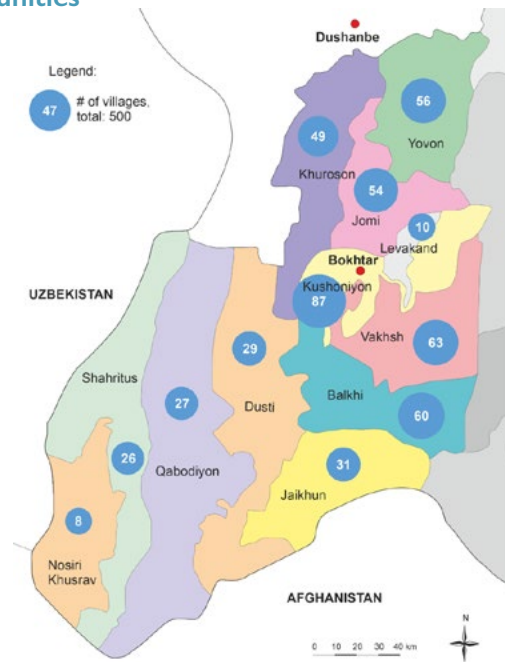 unities
Dushanbe
Legend:
47
# of villages,
total: 500
56
Yovon
49
Khuroson
54
Jomi
10
Levakand
Bokhtar
Kushoniyon
87
UZBEKISTAN
Vakhsh
63
29
Shahritus
27
Dusti
Balkhi
60
26
Qabodiyon
31
Jaikhun
8
Nosiri
Khusrav
AFGHANISTAN
N
0 10 20 30 40 km